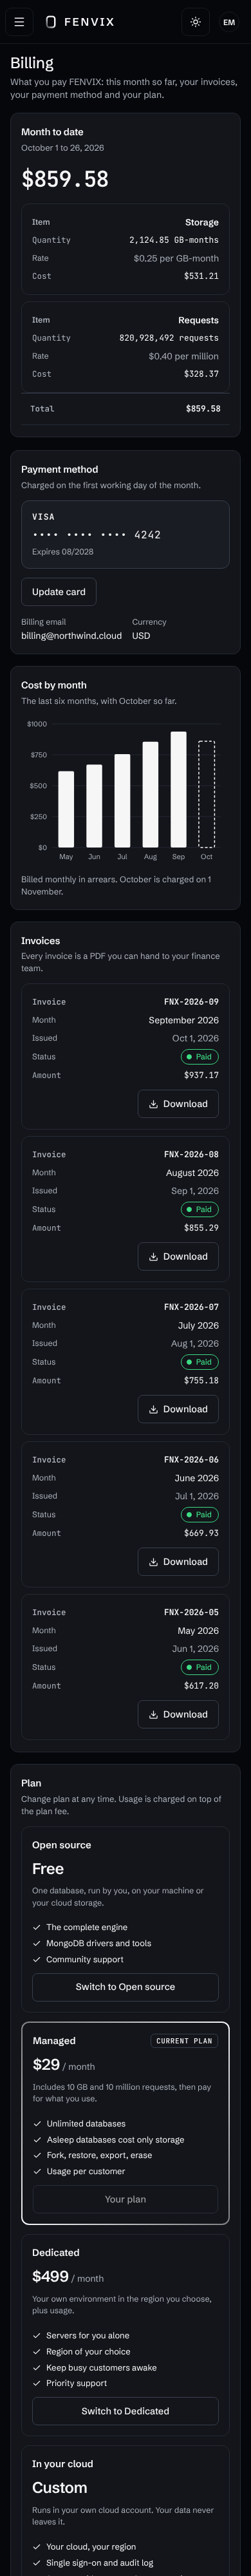 FENVIX
EM
Billing
What you pay FENVIX: this month so far, your invoices,
your payment method and your plan.
Month to date
October 1 to 26, 2026
$859.58
Item Storage
Quantity 2,124.85 GB-months
Rate $0.25 per GB-month
Cost $531.21
Item Requests
Quantity 820,928,492 requests
Rate $0.40 per million
Cost $328.37
Total $859.58
Payment method
Charged on the first working day of the month.
VISA
•••• •••• •••• 4242
Expires 08/2028
Update card
Billing email Currency
billing@northwind.cloud USD
Cost by month
The last six months, with October so far.
$1000
$750
$500
$250
$0
May Jun Jul Aug Sep Oct
Billed monthly in arrears. October is charged on 1
November.
Invoices
Every invoice is a PDF you can hand to your finance
team.
Invoice FNX-2026-09
Month September 2026
Issued Oct 1, 2026
Status Paid
Amount $937.17
Download
Invoice FNX-2026-08
Month August 2026
Issued Sep 1, 2026
Status Paid
Amount $855.29
Download
Invoice FNX-2026-07
Month July 2026
Issued Aug 1, 2026
Status Paid
Amount $755.18
Download
Invoice FNX-2026-06
Month June 2026
Issued Jul 1, 2026
Status Paid
Amount $669.93
Download
Invoice FNX-2026-05
Month May 2026
Issued Jun 1, 2026
Status Paid
Amount $617.20
Download
Plan
Change plan at any time. Usage is charged on top of
the plan fee.
Open source
Free
One database, run by you, on your machine or
your cloud storage.
The complete engine
MongoDB drivers and tools
Community support
Switch to Open source
Managed CURRENT PLAN
$29 / month
Includes 10 GB and 10 million requests, then pay
for what you use.
Unlimited databases
Asleep databases cost only storage
Fork, restore, export, erase
Usage per customer
Your plan
Dedicated
$499 / month
Your own environment in the region you choose,
plus usage.
Servers for you alone
Region of your choice
Keep busy customers awake
Priority support
Switch to Dedicated
In your cloud
Custom
Runs in your own cloud account. Your data never
leaves it.
Your cloud, your region
Single sign-on and audit log